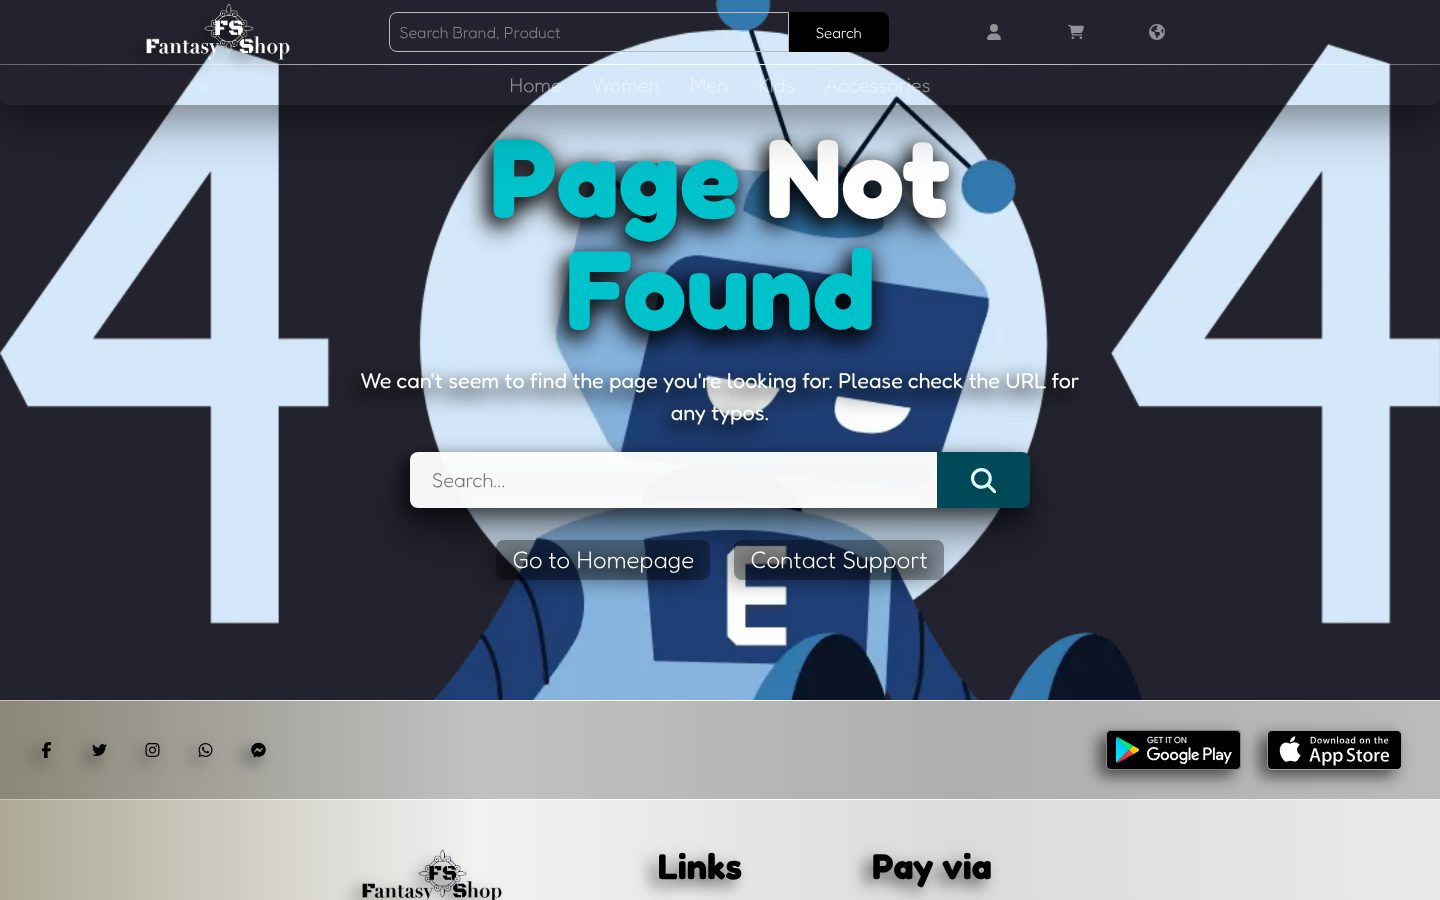 FS
Fantasy Shop
Search Brand. Product
Search
Home Women Men Kids Accessories
4 4
Page Not
Found
We can't seem to find the page you're looking for. Please check the URL for
any typos.
Search...
Go to Homepage Contact Support
E
GET IT ON
Google Play
Download on the
App Store
FS
Fantasy Shop
Links
Pay via